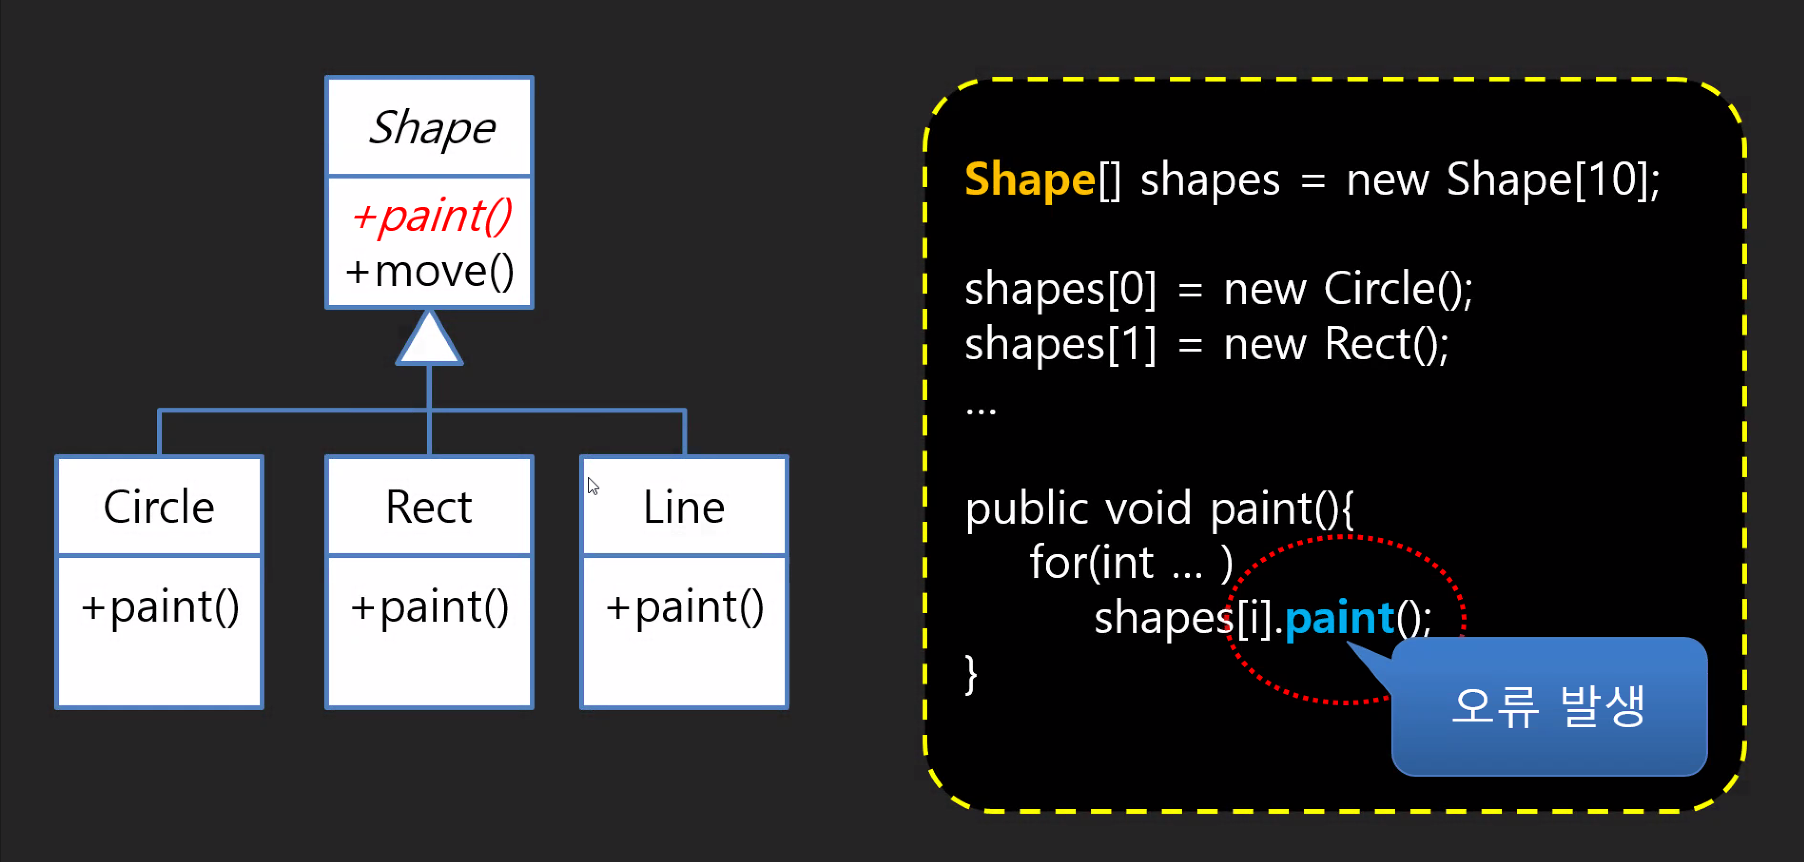 Shape
+paint()
+move()
Circle
+paint()
Rect
+paint()
Line
+paint()
Shape[] shapes = new Shape[10];
shapes[0] = new Circle();
shapes[1] = new Rect();
...
public void paint(){
for(int ... )
shapes[i].paint();
}
오류 발생